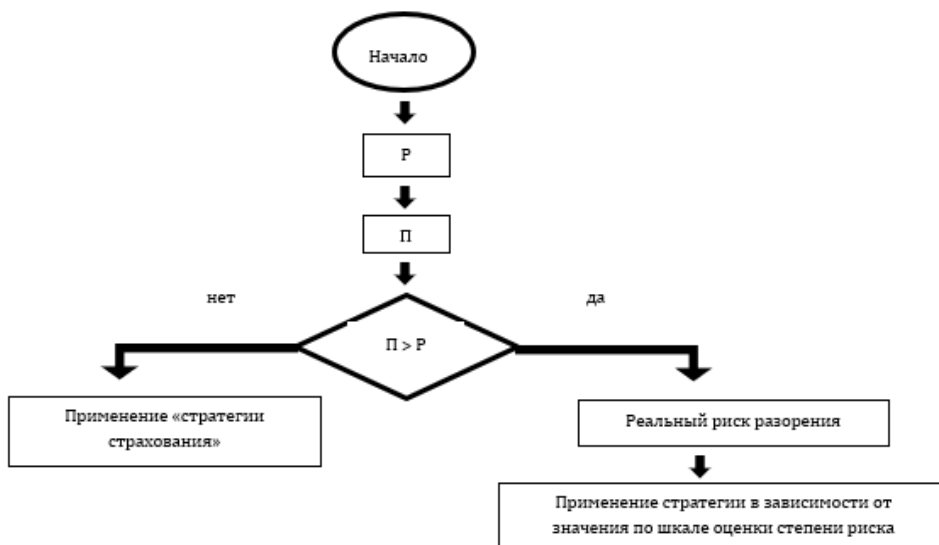 Начало
Р
П
нет
да
П > Р
Применение «стратегии
страхования»
Реальный риск разорения
Применение стратегии в зависимости от
значения по шкале оценки степени риска